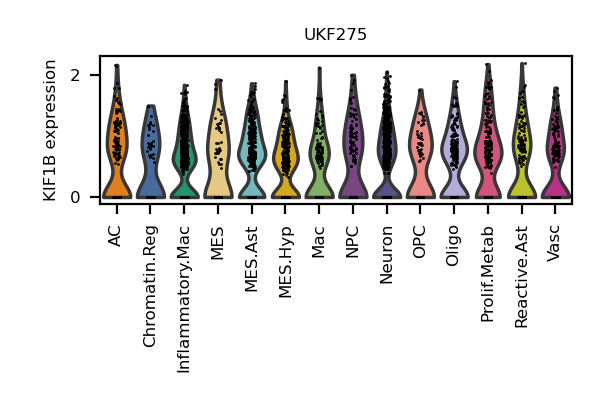 UKF275
KIF1B expression
2
0
AC
Chromatin.Reg
Inflammatory.Mac
MES
MES.Ast
MES.Hyp
Mac
NPC
Neuron
OPC
Oligo
Prolif.Metab
Reactive.Ast
Vasc